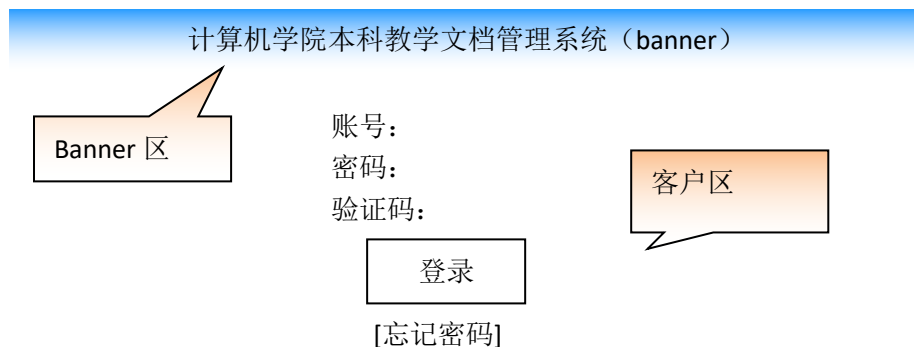 计算机学院本科教学文档管理系统（banner）
Banner 区
账号：
密码：
验证码：
客户区
登录
[忘记密码]